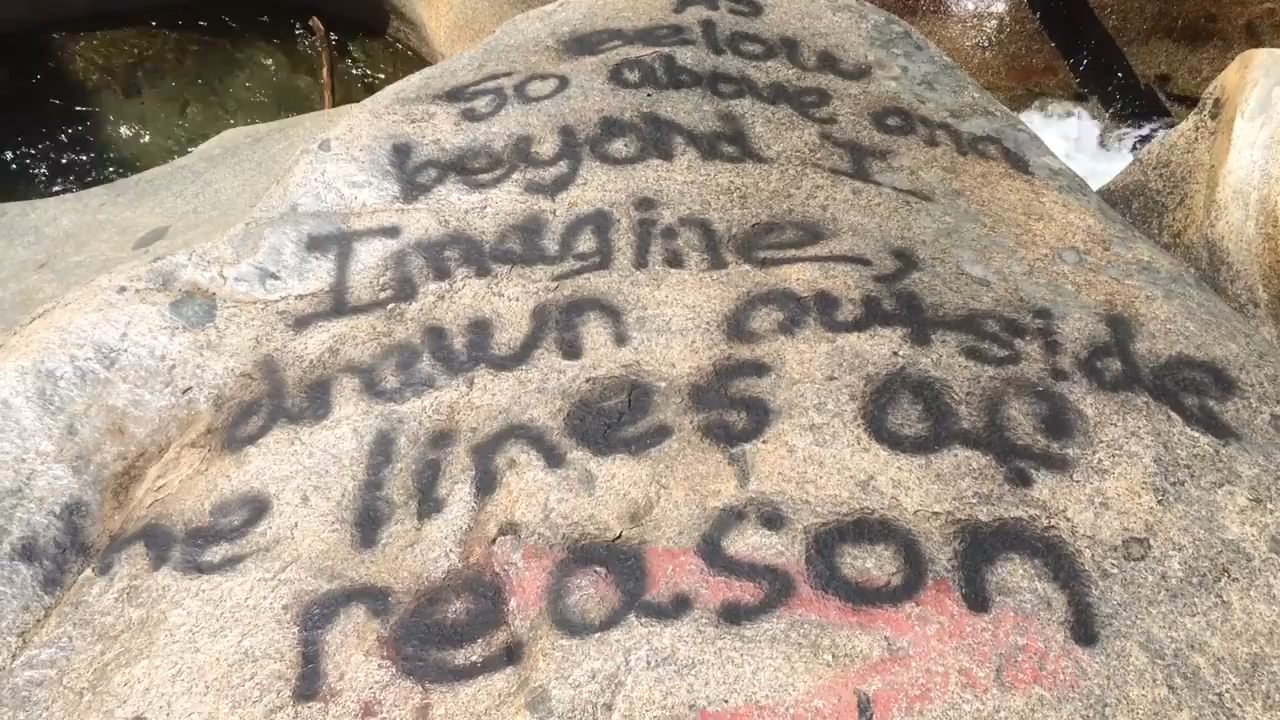 As
below
so above and
beyond I
Imagine,
drawn outside
the lines of
reason